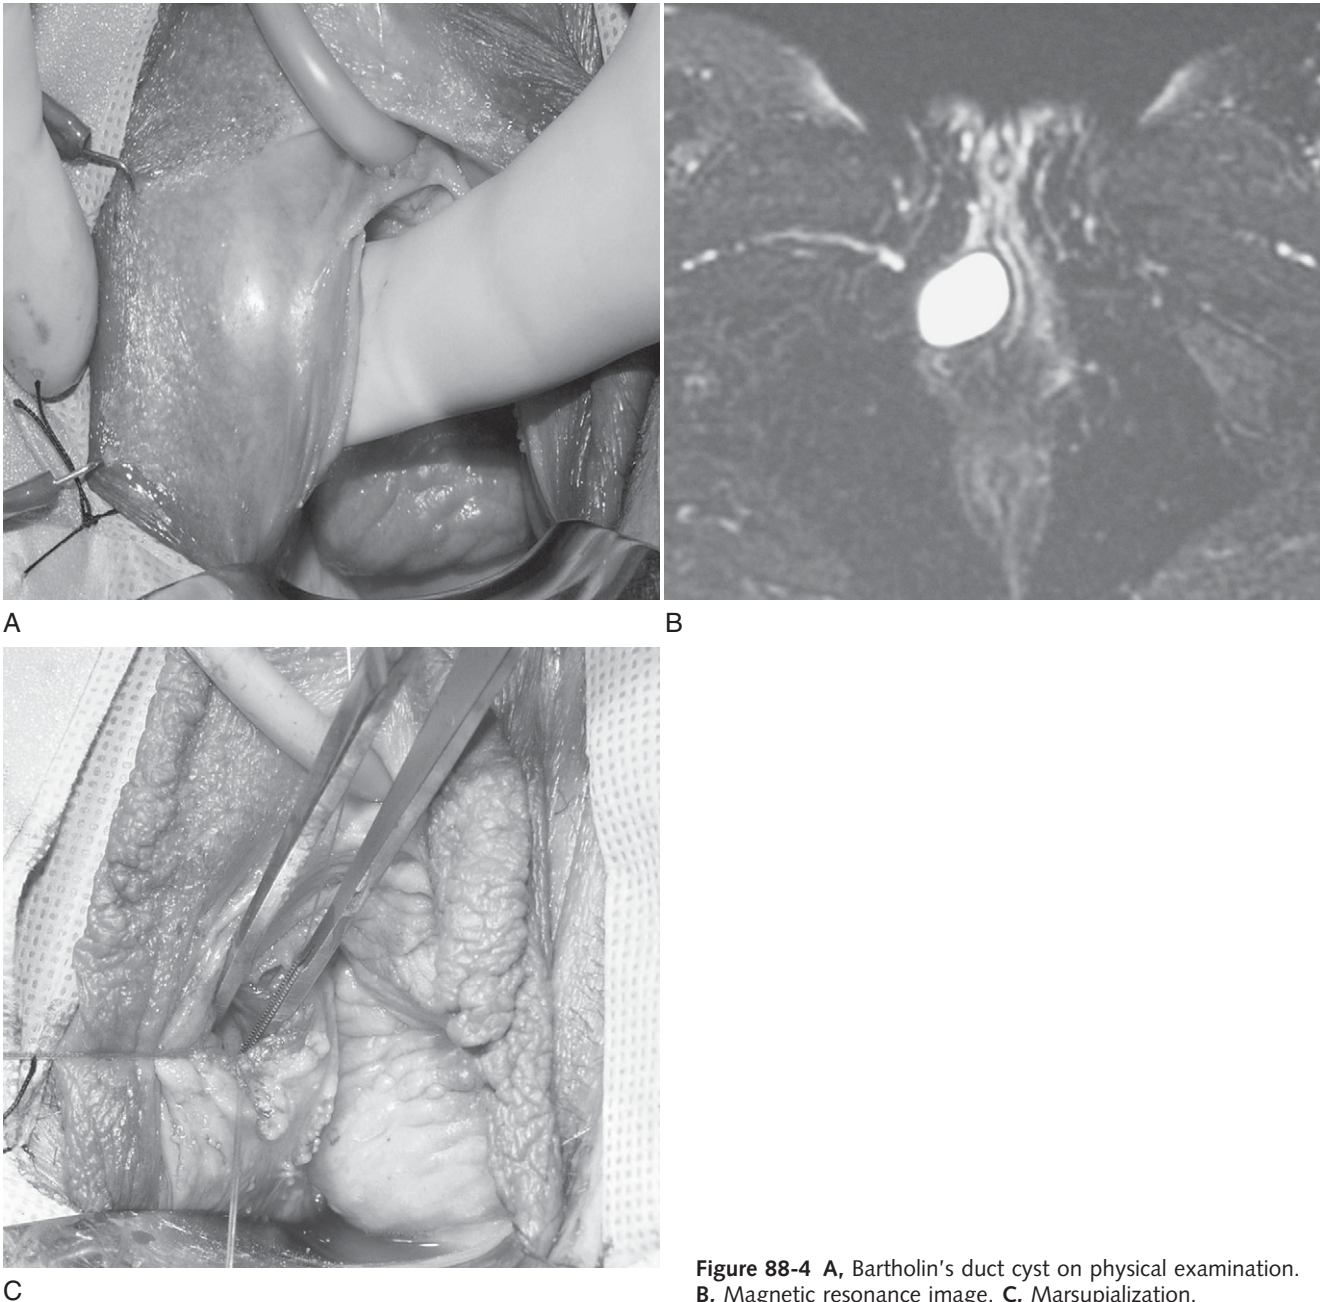 A
B
C
Figure 88-4 A, Bartholin's duct cyst on physical examination.
B, Magnetic resonance image. C, Marsupialization.